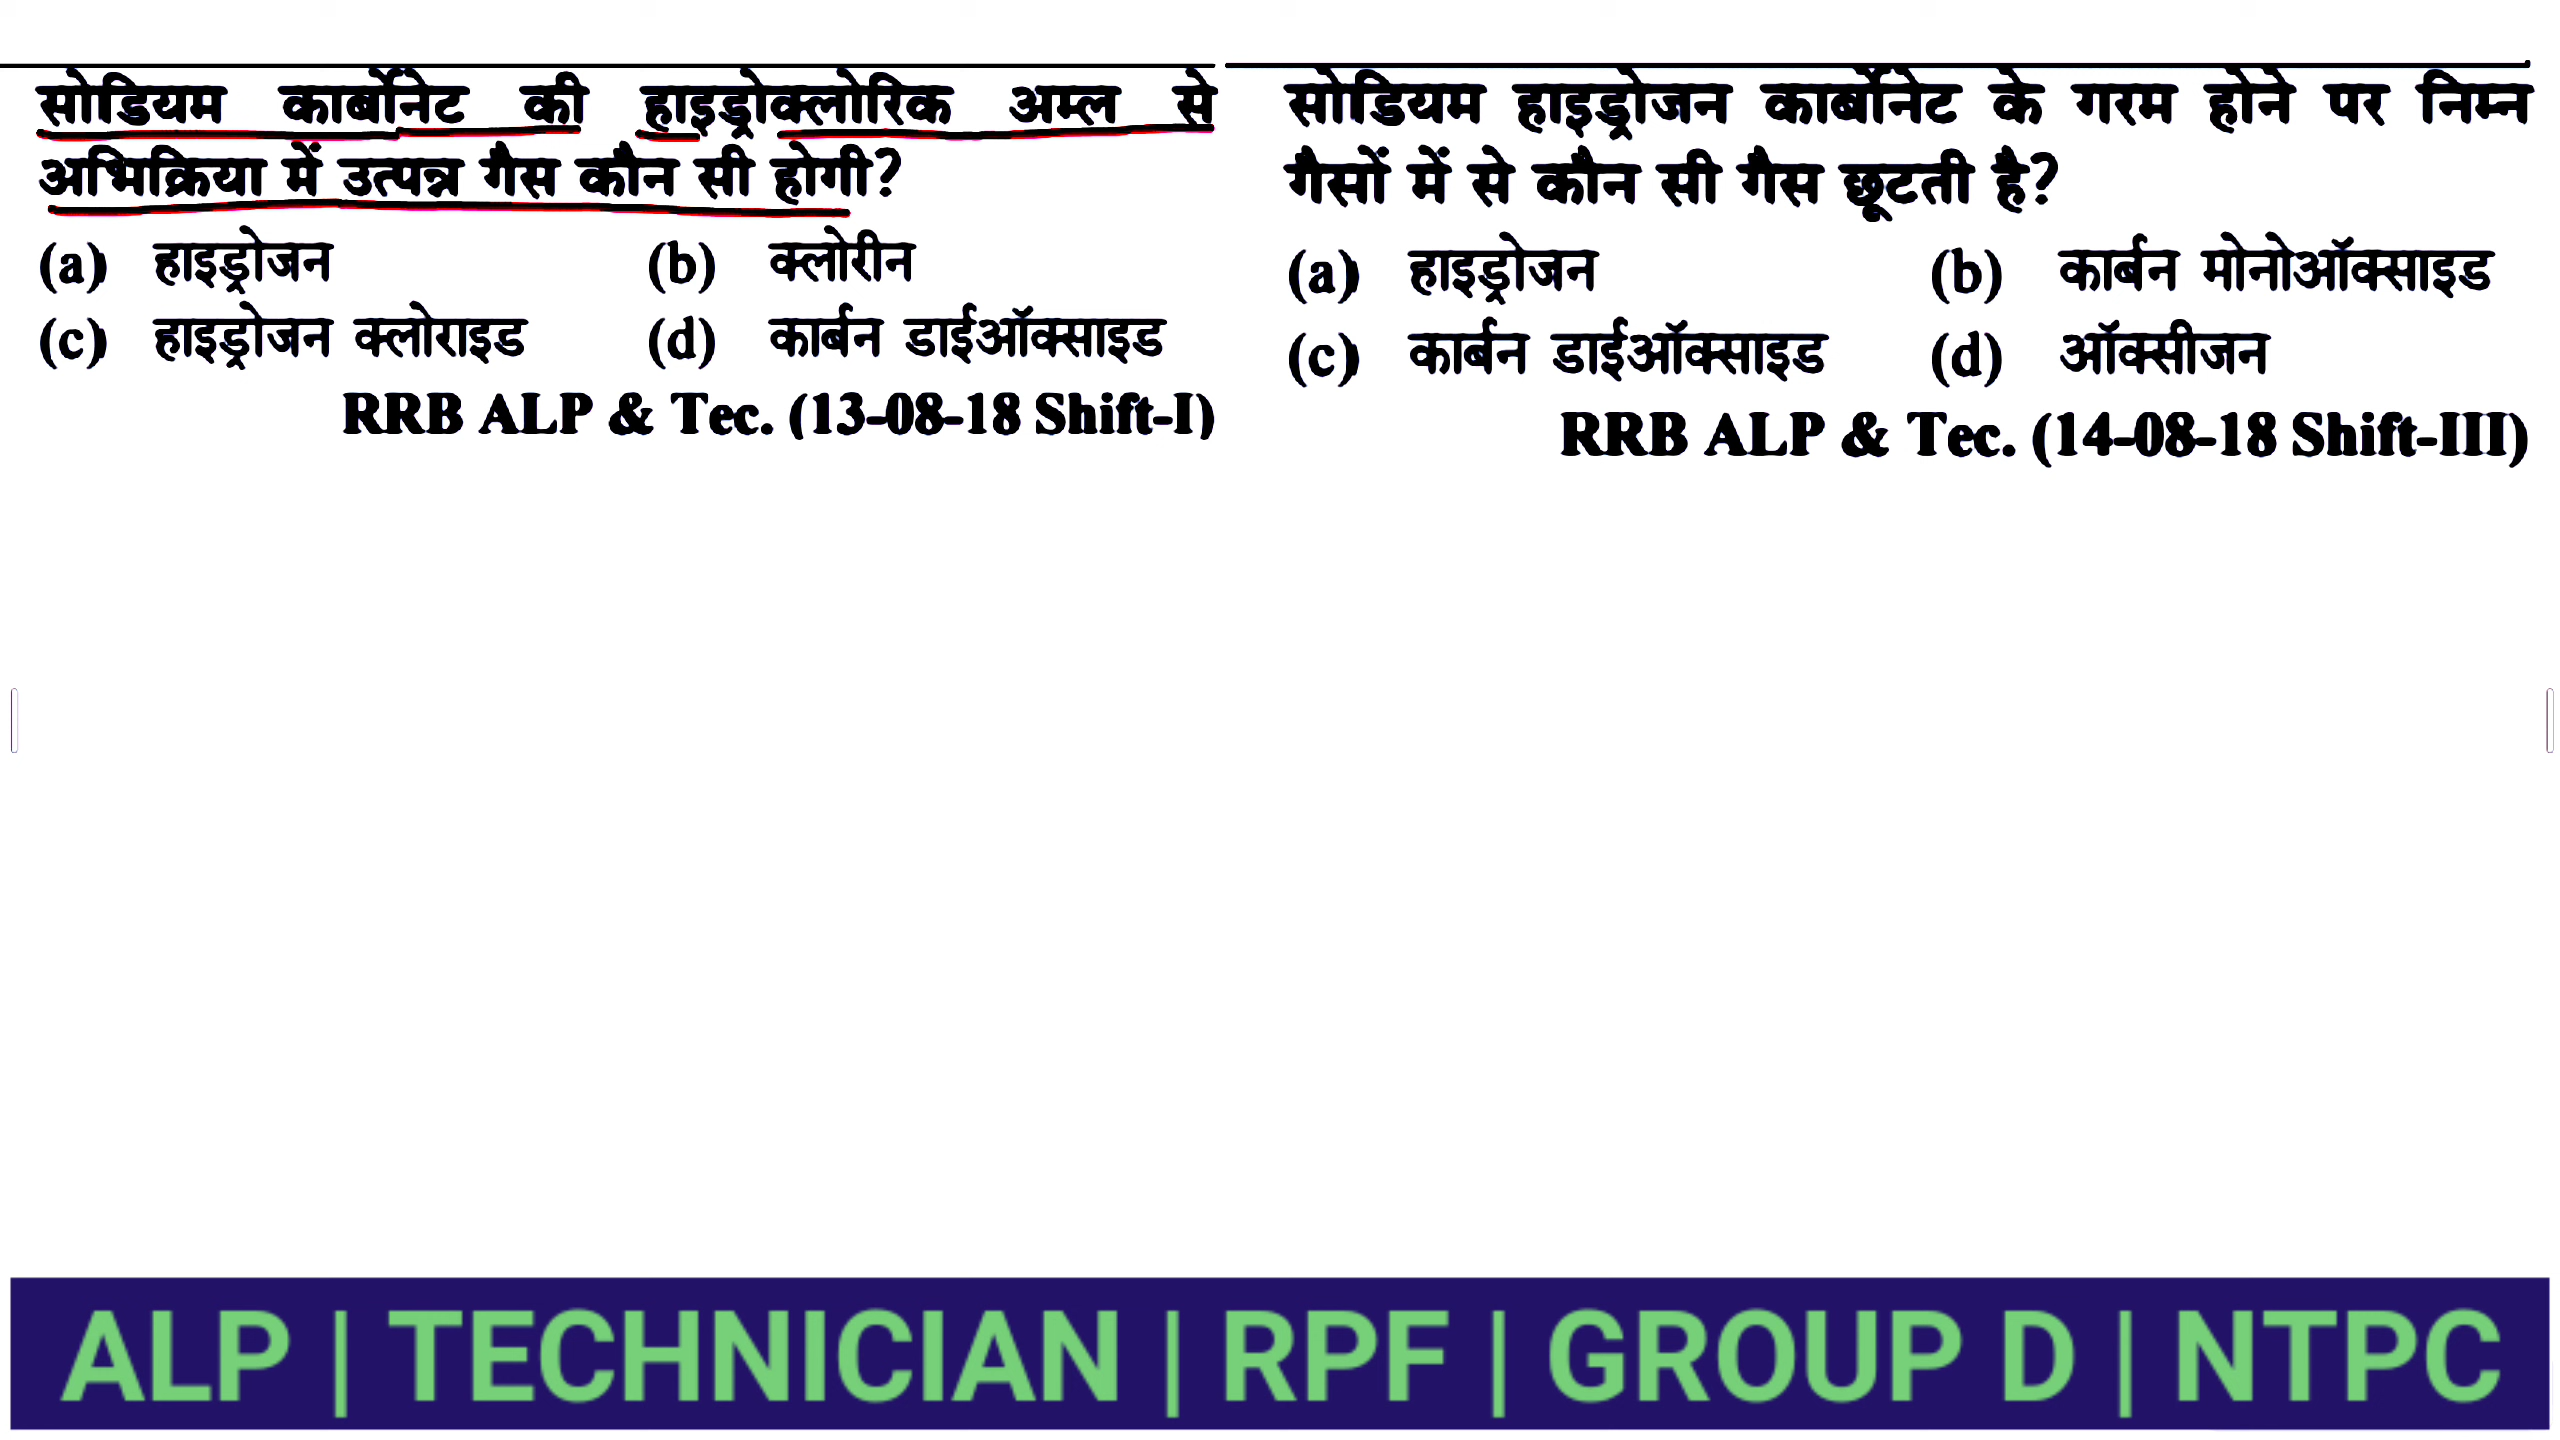 सोडियम कार्बोनेट की हाइड्रोक्लोरिक अम्ल से
अभिक्रिया में उत्पन्न गैस कौन सी होगी?
(a) हाइड्रोजन (b) क्लोरीन
(c) हाइड्रोजन क्लोराइड (d) कार्बन डाईऑक्साइड
RRB ALP & Tec. (13-08-18 Shift-I)
सोडियम हाइड्रोजन कार्बोनेट के गरम होने पर निम्न
गैसों में से कौन सी गैस छूटती है?
(a) हाइड्रोजन (b) कार्बन मोनोऑक्साइड
(c) कार्बन डाईऑक्साइड (d) ऑक्सीजन
RRB ALP & Tec. (14-08-18 Shift-III)
ALP | TECHNICIAN | RPF | GROUP D | NTPC